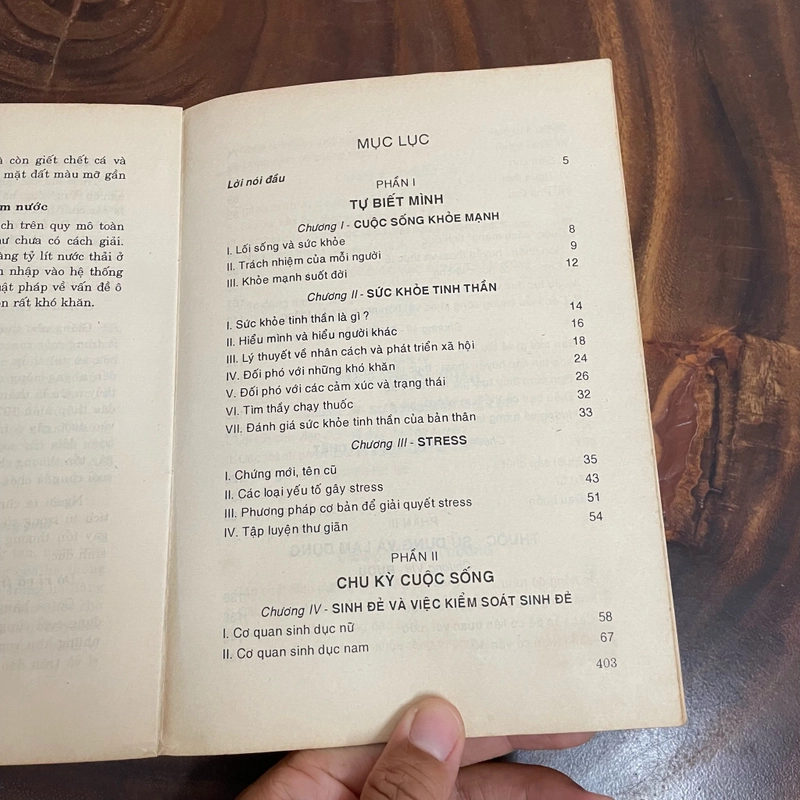 à còn giết chết cá và
mặt đất màu mỡ gần
m nước
ch trên quy mô toàn
ư chưa có cách giải.
àng tỷ lít nước thải ở
n nhập vào hệ thống
uật pháp về vấn đề ô
ên rất khó khăn.
MỤC LỤC
Lời nói đầu 5
PHẦN I
TỰ BIẾT MÌNH
Chương I - CUỘC SỐNG KHỎE MẠNH
I. Lối sống và sức khỏe 8
II. Trách nhiệm của mỗi người 9
III. Khỏe mạnh suốt đời 12
Chương II - SỨC KHỎE TINH THẦN
I. Sức khỏe tinh thần là gì ? 14
II. Hiểu mình và hiểu người khác 16
III. Lý thuyết về nhân cách và phát triển xã hội 18
IV. Đối phó với những khó khăn 24
V. Đối phó với các cảm xúc và trạng thái 26
VI. Tìm thầy chạy thuốc 32
VII. Đánh giá sức khỏe tinh thần của bản thân 33
Chương III - STRESS
I. Chứng mới, tên cũ 35
II. Các loại yếu tố gây stress 43
III. Phương pháp cơ bản để giải quyết stress 51
IV. Tập luyện thư giãn 54
PHẦN II
CHU KỲ CUỘC SỐNG
Chương IV - SINH ĐẺ VÀ VIỆC KIỂM SOÁT SINH ĐẺ
I. Cơ quan sinh dục nữ 58
II. Cơ quan sinh dục nam 67
403